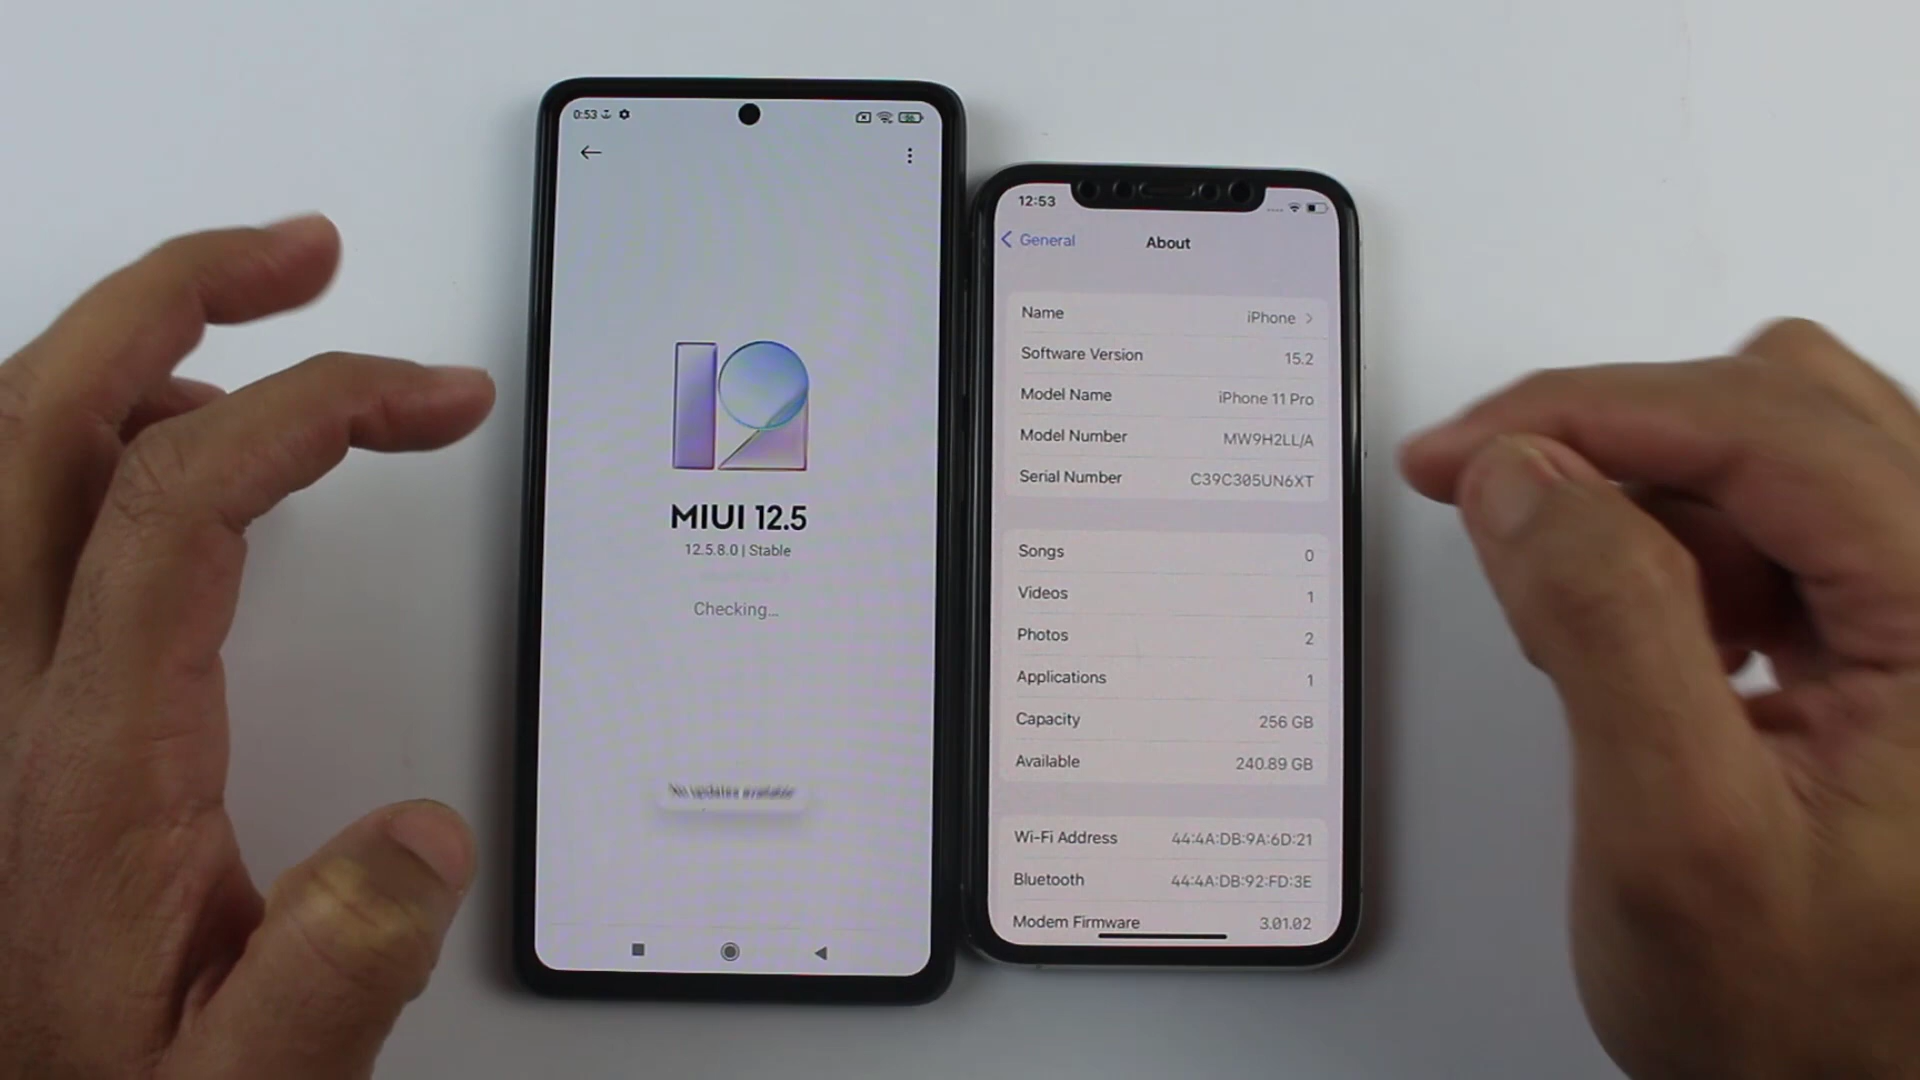 0:53
MIUI 12.5
12.5.8.0 | Stable
Checking...
No updates available
12:53
General
About
Name iPhone
Software Version 15.2
Model Name iPhone 11 Pro
Model Number MW9H2LL/A
Serial Number C39C305UN6XT
Songs 0
Videos 1
Photos 2
Applications 1
Capacity 256 GB
Available 240.89 GB
Wi-Fi Address 44:4A:DB:9A:6D:21
Bluetooth 44:4A:DB:92:FD:3E
Modem Firmware 3.01.02